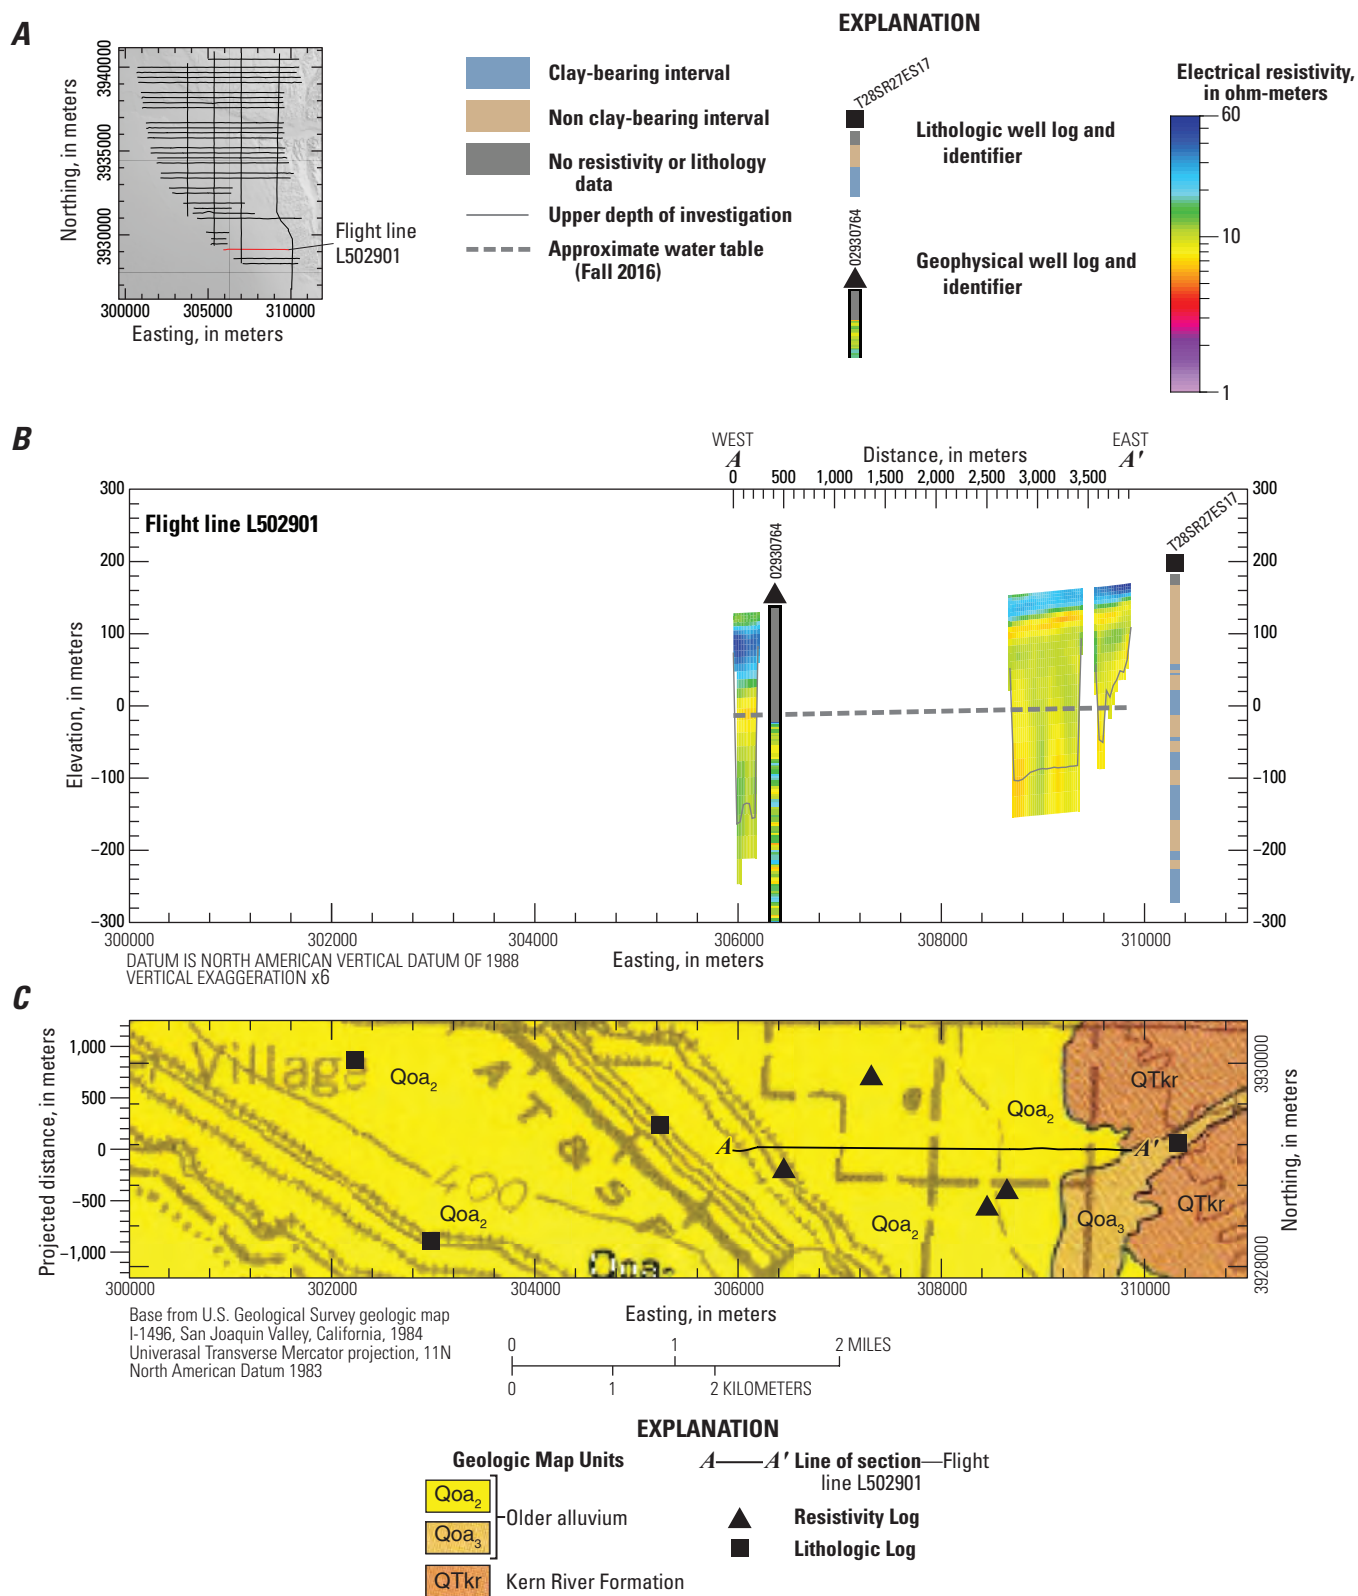 A
3940000
3935000
3930000
Northing, in meters
300000 305000 310000
Easting, in meters
Flight line
L502901
EXPLANATION
Clay-bearing interval
Non clay-bearing interval
No resistivity or lithology
data
Upper depth of investigation
Approximate water table
(Fall 2016)
T28SR27ES17
Lithologic well log and
identifier
02930764
Geophysical well log and
identifier
Electrical resistivity,
in ohm-meters
60
10
1
B
WEST
A
EAST
A′
Distance, in meters
0 500 1,000 1,500 2,000 2,500 3,000 3,500
Flight line L502901
02930764
T28SR27ES17
300
200
100
0
−100
−200
−300
Elevation, in meters
300
200
100
0
−100
−200
−300
300000 302000 304000 306000 308000 310000
Easting, in meters
DATUM IS NORTH AMERICAN VERTICAL DATUM OF 1988
VERTICAL EXAGGERATION x6
C
Projected distance, in meters
1,000
500
0
−500
−1,000
Village
Qoa2
400
Qoa2
Qoa2
Qoa2
Qoa3
QTkr
QTkr
A
A′
3930000
3928000
Northing, in meters
300000 302000 304000 306000 308000 310000
Easting, in meters
Base from U.S. Geological Survey geologic map
I-1496, San Joaquin Valley, California, 1984
Univerasal Transverse Mercator projection, 11N
North American Datum 1983
0 1 2 MILES
0 1 2 KILOMETERS
EXPLANATION
Geologic Map Units
Qoa2
Qoa3
Older alluvium
QTkr
Kern River Formation
A A′ Line of section—Flight
line L502901
Resistivity Log
Lithologic Log